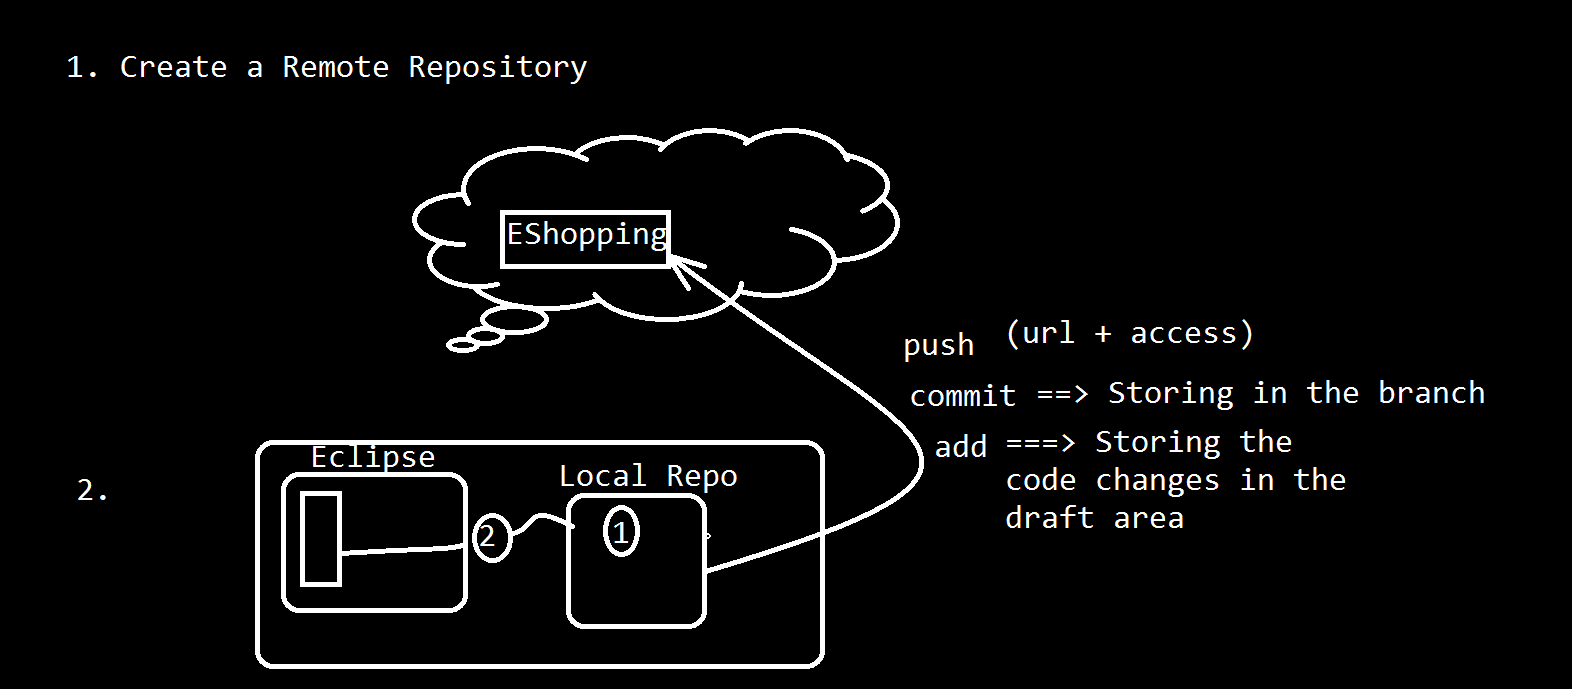 1. Create a Remote Repository
EShopping
push (url + access)
commit ==> Storing in the branch
add ===> Storing the
code changes in the
draft area
2.
Eclipse
Local Repo
2
1